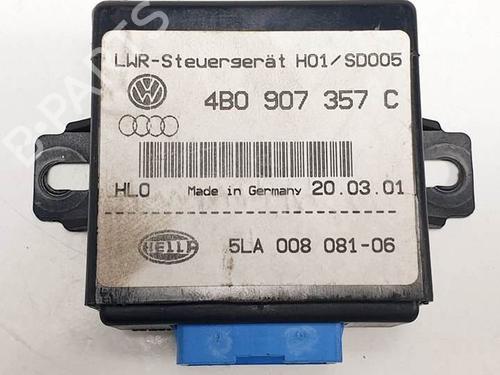 LWR-Steuergerät H01/SD005
4B0 907 357 C
HLO Made in Germany 20.03.01
HELLA 5LA 008 081-06
B-PARTS